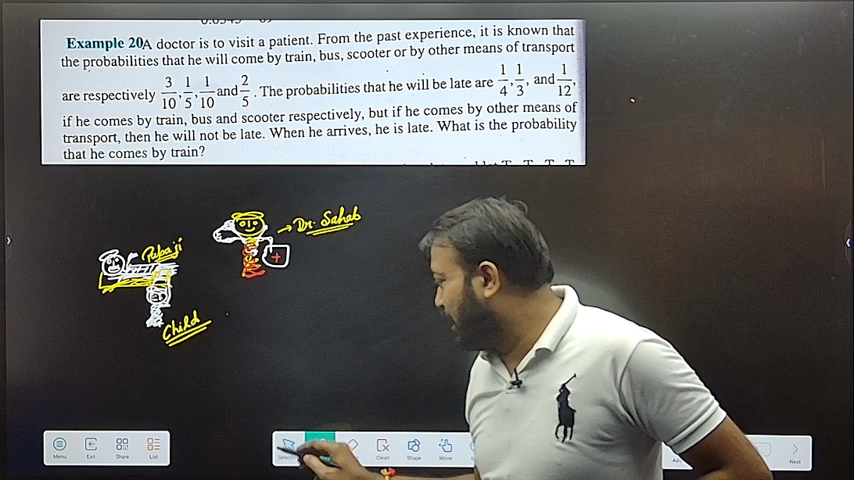 Example 20 A doctor is to visit a patient. From the past experience, it is known that
the probabilities that he will come by train, bus, scooter or by other means of transport
are respectively 3/10, 1/5, 1/10 and 2/5. The probabilities that he will be late are 1/4, 1/3, and 1/12,
if he comes by train, bus and scooter respectively, but if he comes by other means of
transport, then he will not be late. When he arrives, he is late. What is the probability
that he comes by train?
Dr. Sahab
Papaji
Child
Menu Exit Share List Clean Shape Move Next